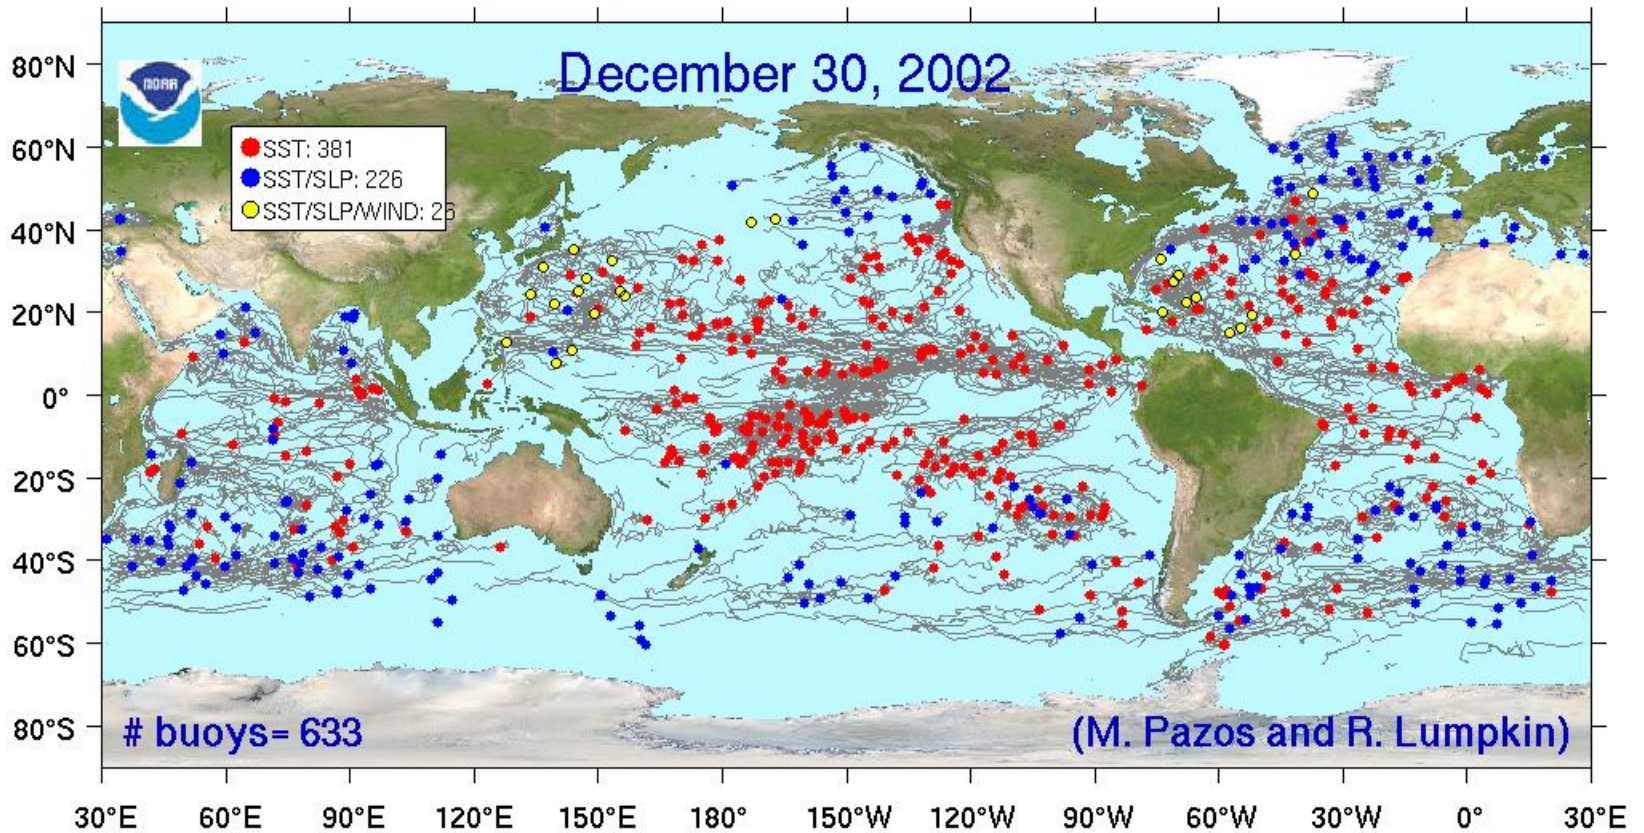 December 30, 2002
NOAA
SST: 381
SST/SLP: 226
SST/SLP/WIND: 26
80°N
60°N
40°N
20°N
0°
20°S
40°S
60°S
80°S
# buoys= 633
(M. Pazos and R. Lumpkin)
30°E 60°E 90°E 120°E 150°E 180° 150°W 120°W 90°W 60°W 30°W 0° 30°E